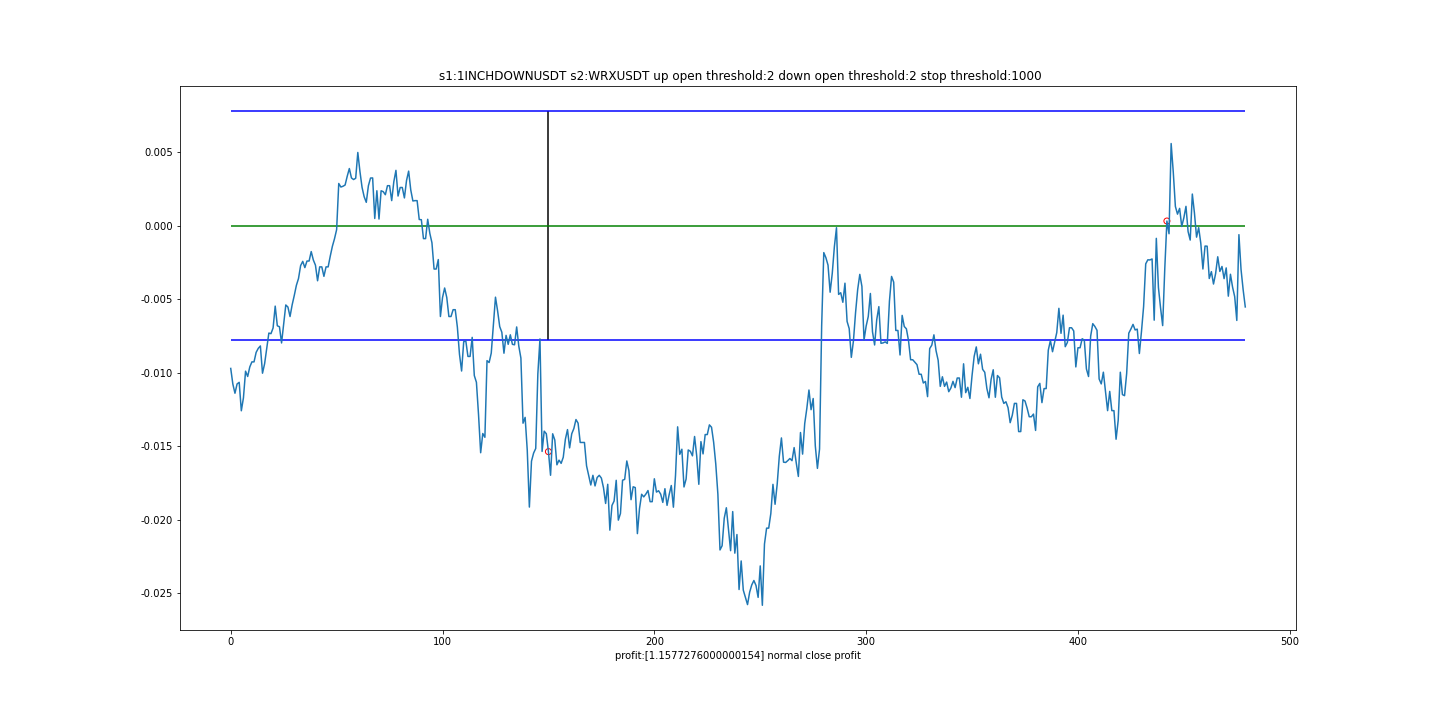 s1:1INCHDOWNUSDT s2:WRXUSDT up open threshold:2 down open threshold:2 stop threshold:1000
0.005
0.000
-0.005
-0.010
-0.015
-0.020
-0.025
0 100 200 300 400 500
profit:[1.1577276000000154] normal close profit